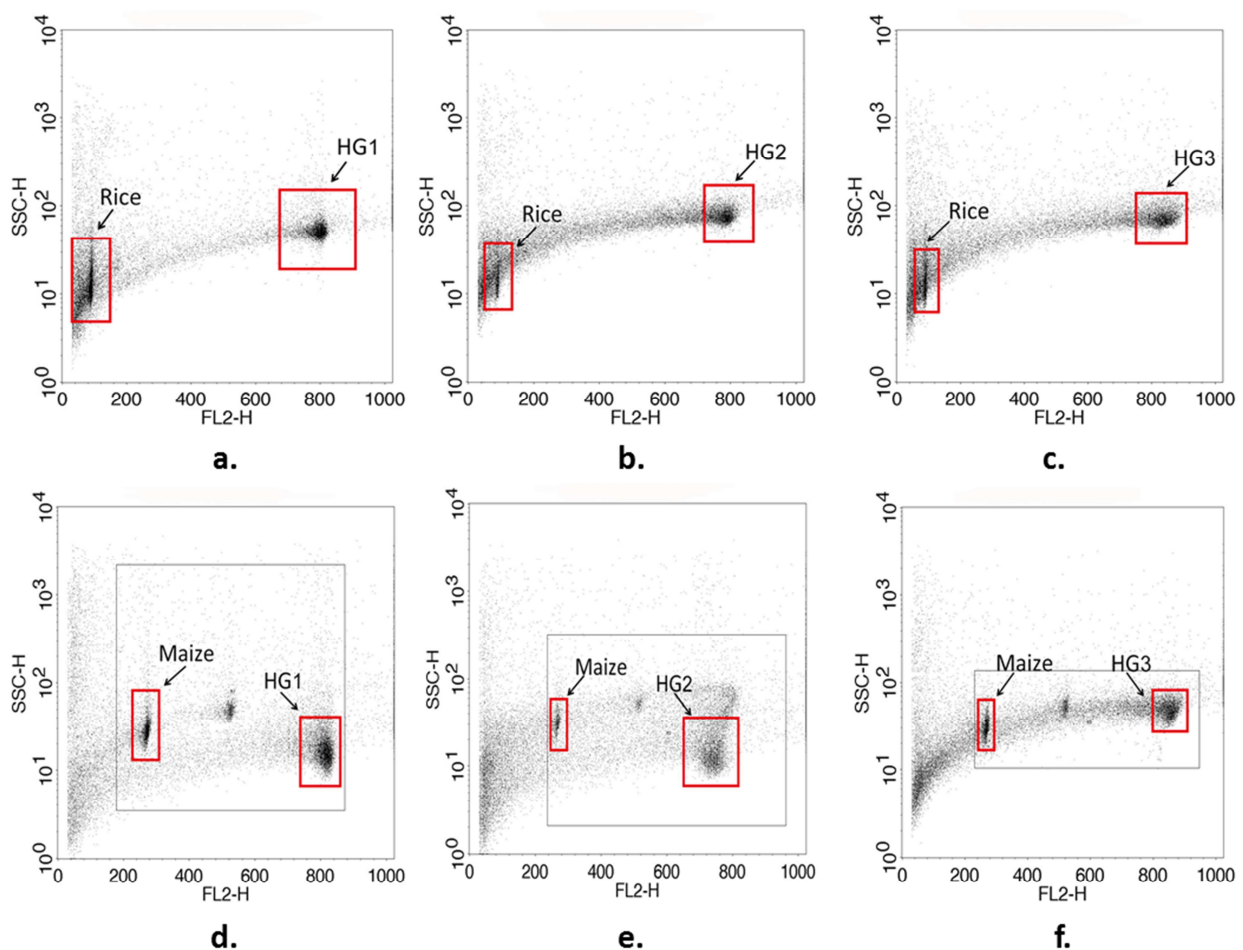 10⁴ 10⁴ 10⁴
SSC-H SSC-H SSC-H
10³ 10³ 10³
HG1 HG2 HG3
10² 10² 10²
Rice Rice Rice
10¹ 10¹ 10¹
10⁰ 10⁰ 10⁰
0 200 400 600 800 1000 0 200 400 600 800 1000 0 200 400 600 800 1000
FL2-H FL2-H FL2-H
a. b. c.
10⁴ 10⁴ 10⁴
SSC-H SSC-H SSC-H
10³ 10³ 10³
10² 10² 10²
Maize HG1 Maize HG2 Maize HG3
10¹ 10¹ 10¹
10⁰ 10⁰ 10⁰
0 200 400 600 800 1000 0 200 400 600 800 1000 0 200 400 600 800 1000
FL2-H FL2-H FL2-H
d. e. f.